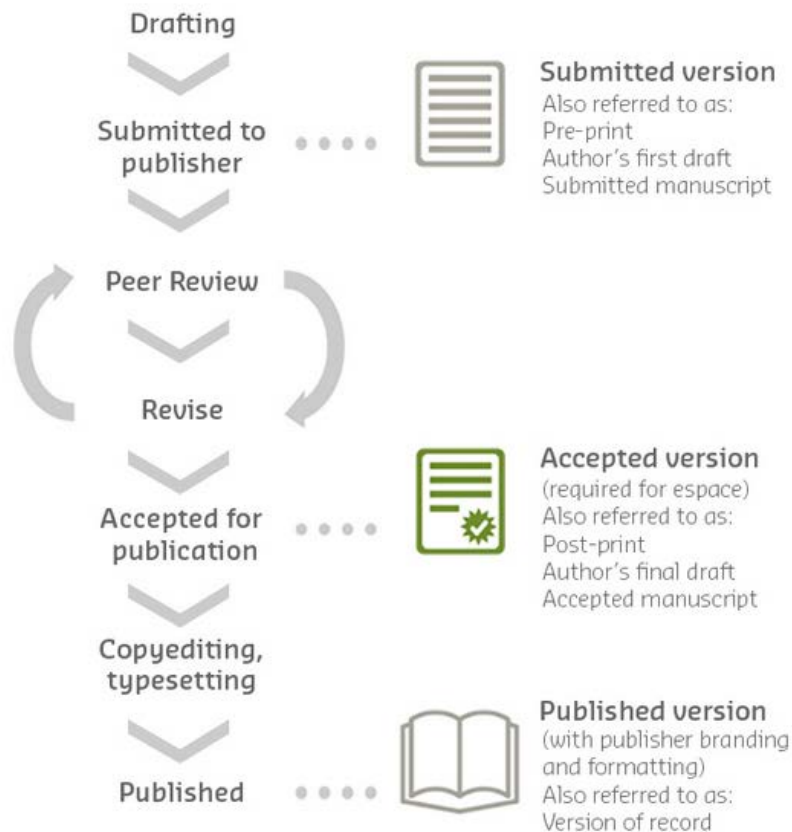 Drafting
Submitted to
publisher
Submitted version
Also referred to as:
Pre-print
Author's first draft
Submitted manuscript
Peer Review
Revise
Accepted for
publication
Accepted version
(required for espace)
Also referred to as:
Post-print
Author's final draft
Accepted manuscript
Copyediting,
typesetting
Published
Published version
(with publisher branding
and formatting)
Also referred to as:
Version of record